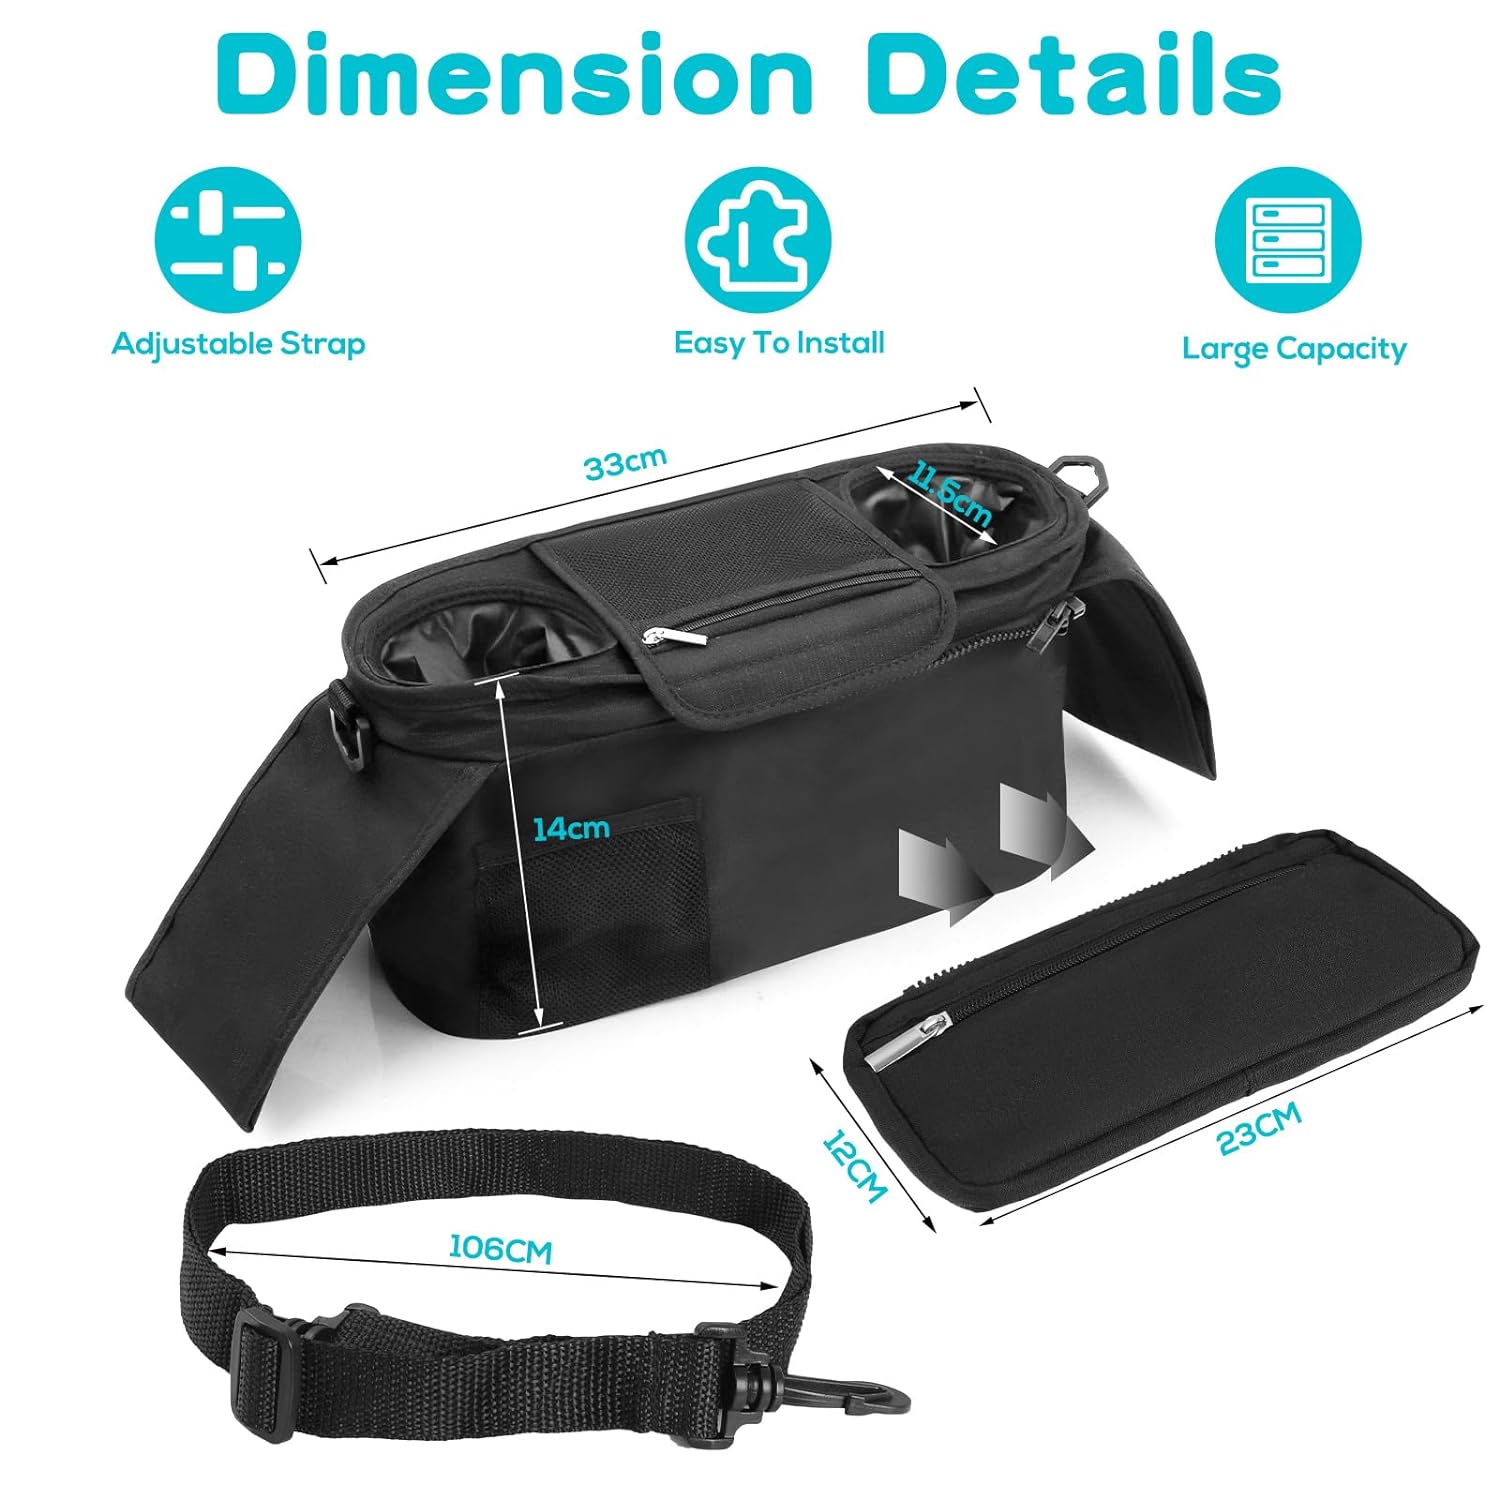 Dimension Details
Adjustable Strap
Easy To Install
Large Capacity
33cm
11.5cm
14cm
12CM
23CM
106CM